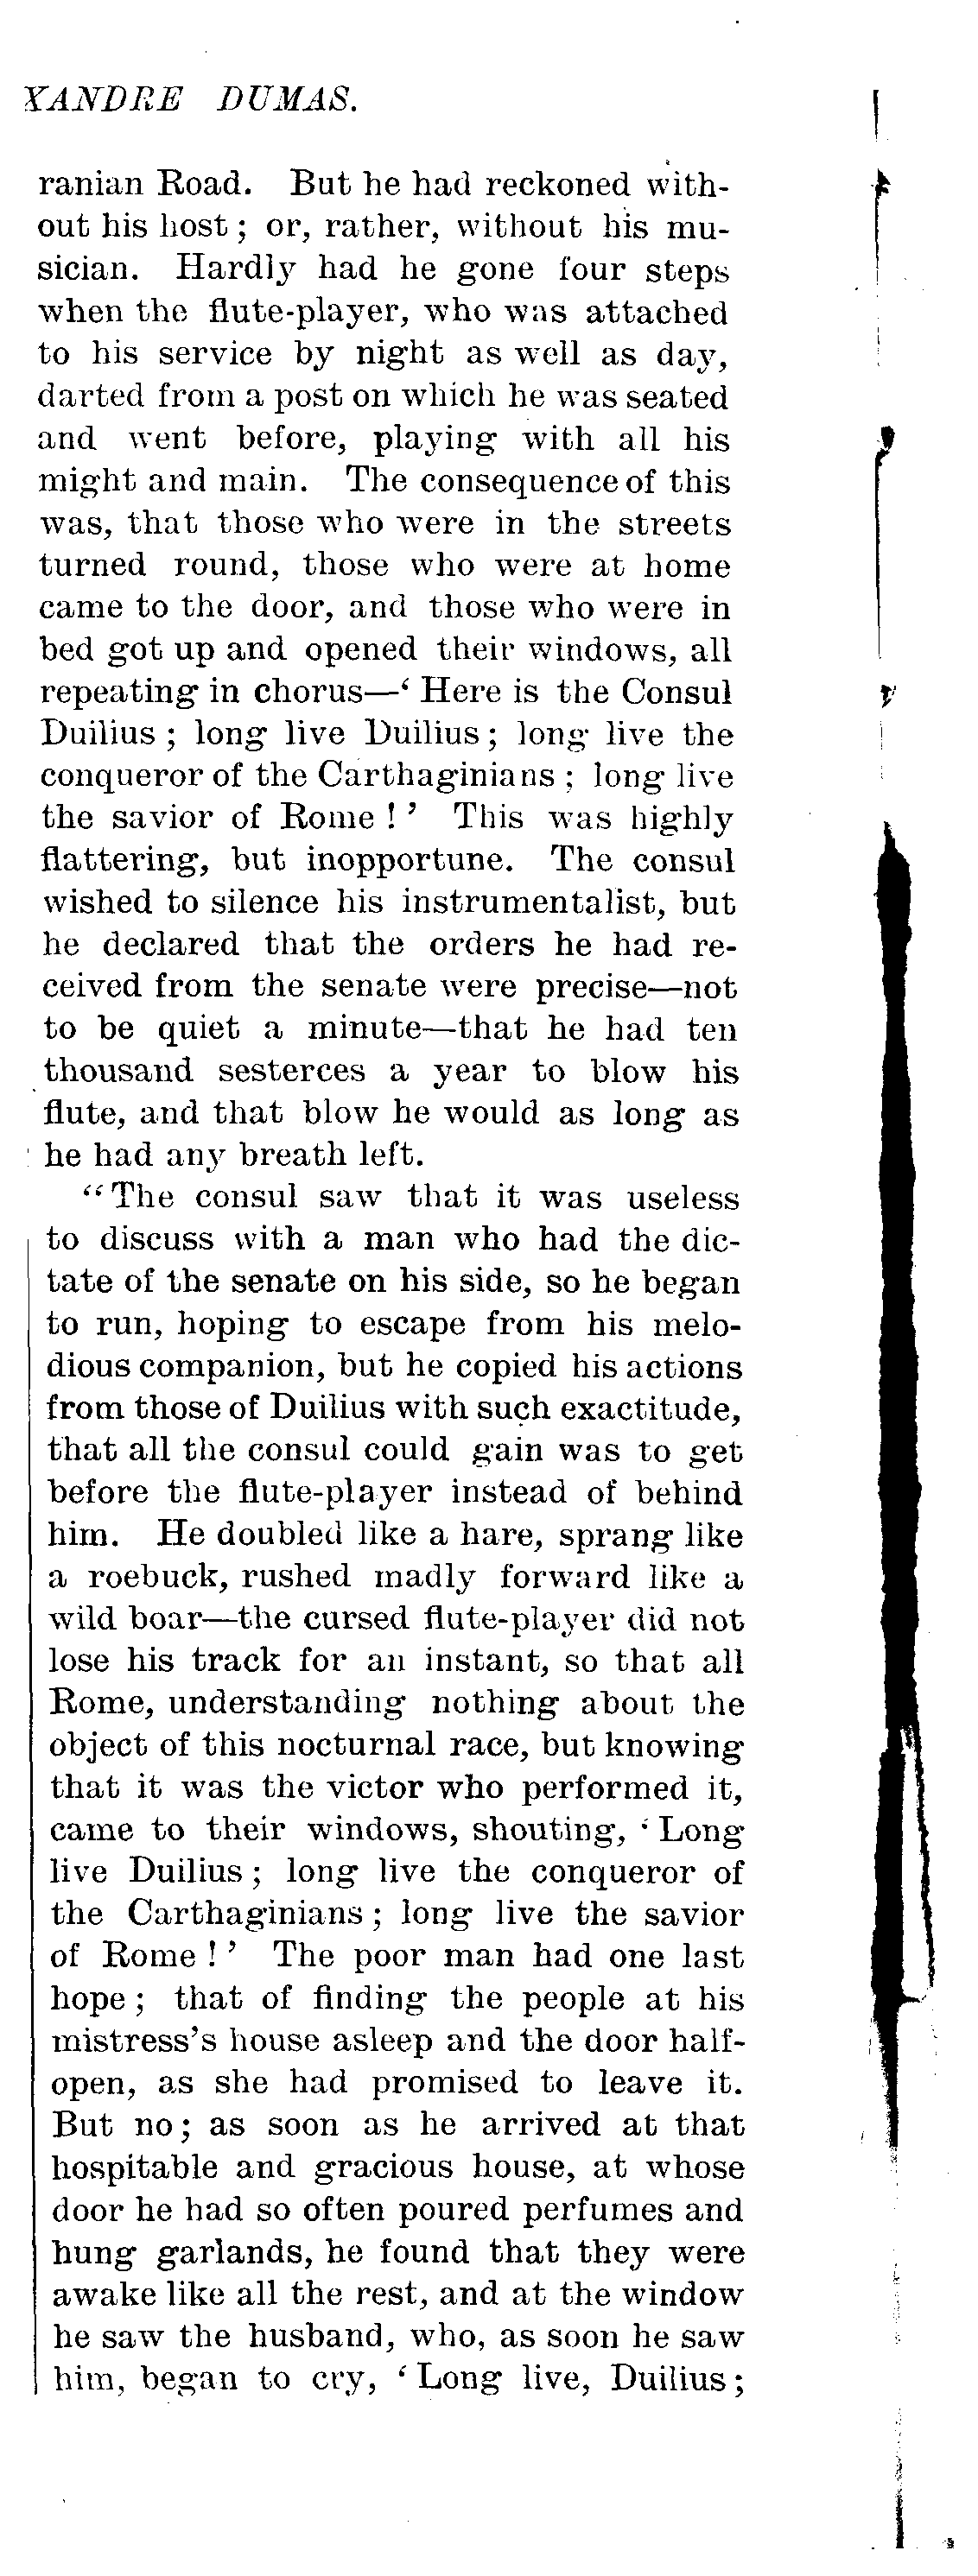 XANDRE DUMAS.
ranian Road. But he had reckoned with-
out his host; or, rather, without his mu-
sician. Hardly had he gone four steps
when the flute-player, who was attached
to his service by night as well as day,
darted from a post on which he was seated
and went before, playing with all his
might and main. The consequence of this
was, that those who were in the streets
turned round, those who were at home
came to the door, and those who were in
bed got up and opened their windows, all
repeating in chorus—‘Here is the Consul
Duilius; long live Duilius; long live the
conqueror of the Carthaginians; long live
the savior of Rome!’ This was highly
flattering, but inopportune. The consul
wished to silence his instrumentalist, but
he declared that the orders he had re-
ceived from the senate were precise—not
to be quiet a minute—that he had ten
thousand sesterces a year to blow his
flute, and that blow he would as long as
he had any breath left.
“The consul saw that it was useless
to discuss with a man who had the dic-
tate of the senate on his side, so he began
to run, hoping to escape from his melo-
dious companion, but he copied his actions
from those of Duilius with such exactitude,
that all the consul could gain was to get
before the flute-player instead of behind
him. He doubled like a hare, sprang like
a roebuck, rushed madly forward like a
wild boar—the cursed flute-player did not
lose his track for an instant, so that all
Rome, understanding nothing about the
object of this nocturnal race, but knowing
that it was the victor who performed it,
came to their windows, shouting, ‘Long
live Duilius; long live the conqueror of
the Carthaginians; long live the savior
of Rome!’ The poor man had one last
hope; that of finding the people at his
mistress’s house asleep and the door half-
open, as she had promised to leave it.
But no; as soon as he arrived at that
hospitable and gracious house, at whose
door he had so often poured perfumes and
hung garlands, he found that they were
awake like all the rest, and at the window
he saw the husband, who, as soon he saw
him, began to cry, ‘Long live, Duilius;